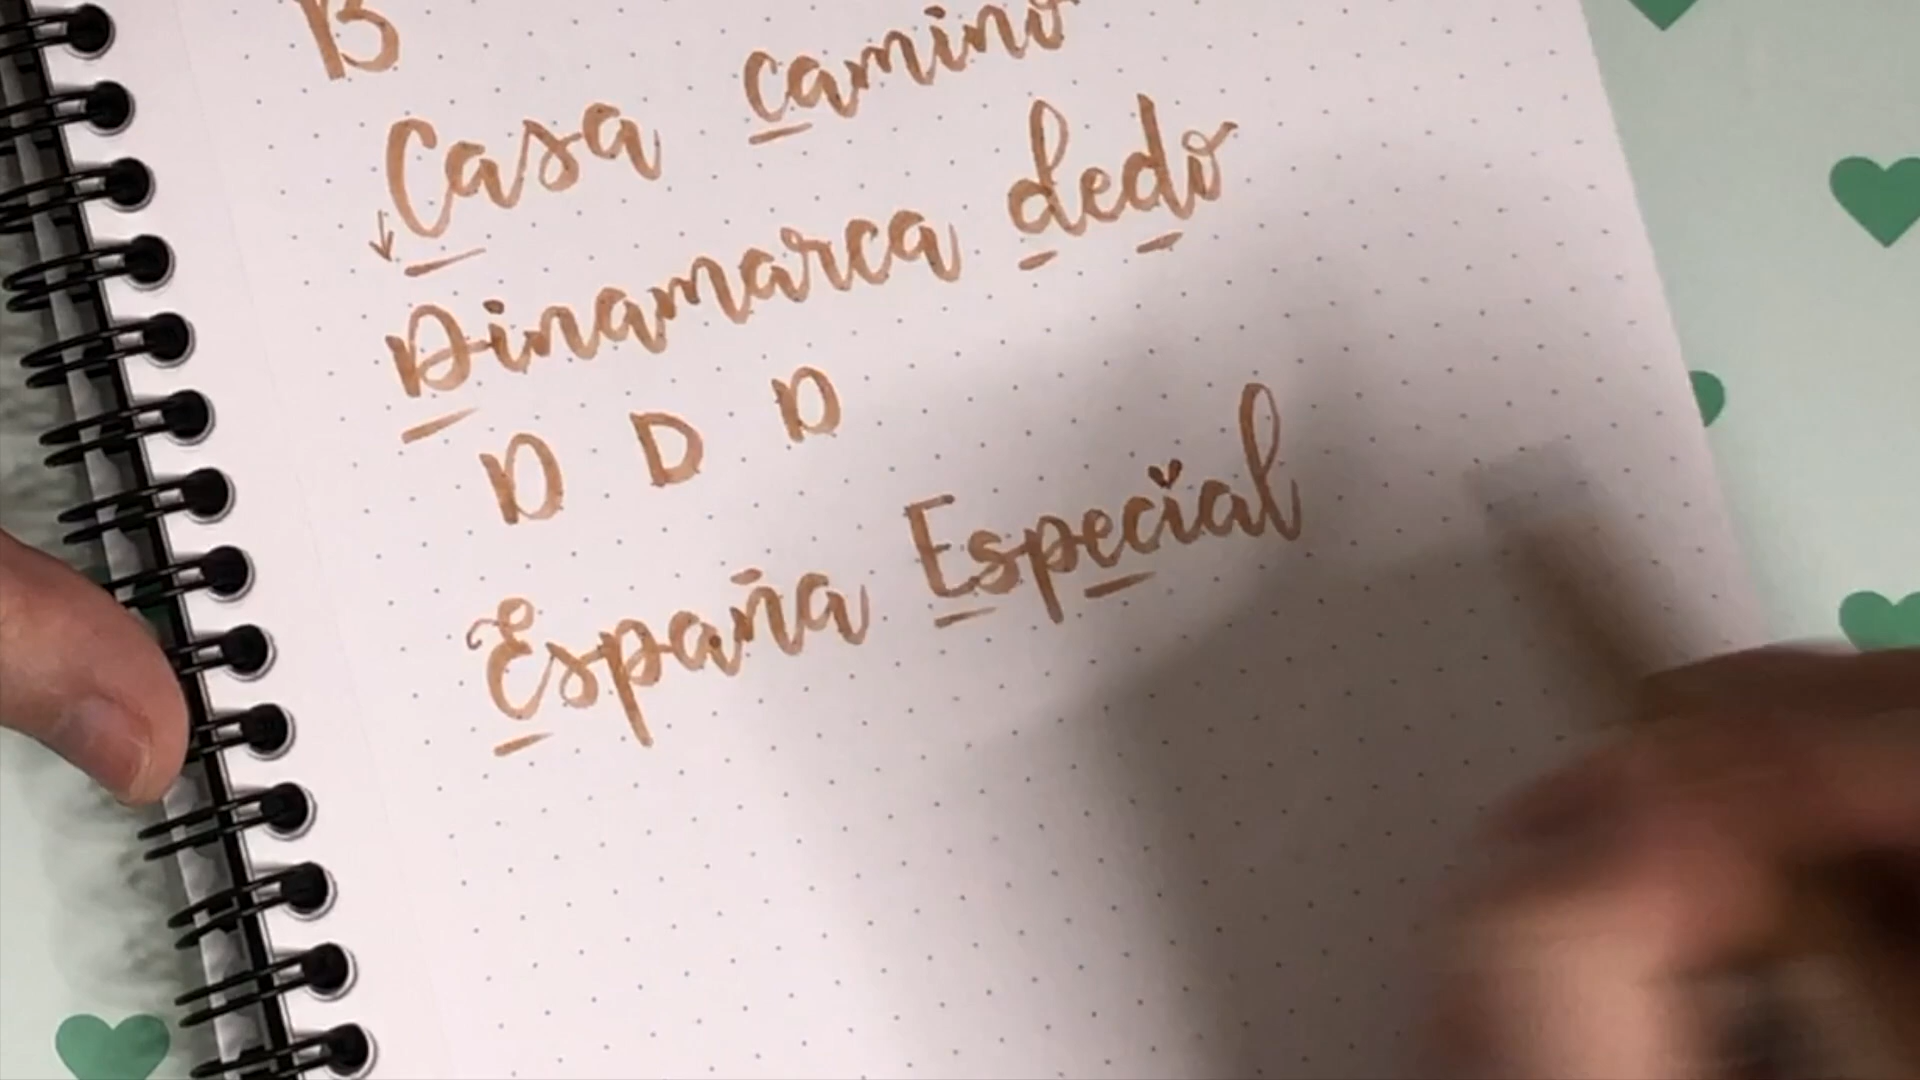 B
Casa camino
Dinamarca dedo
D D D
España Especial